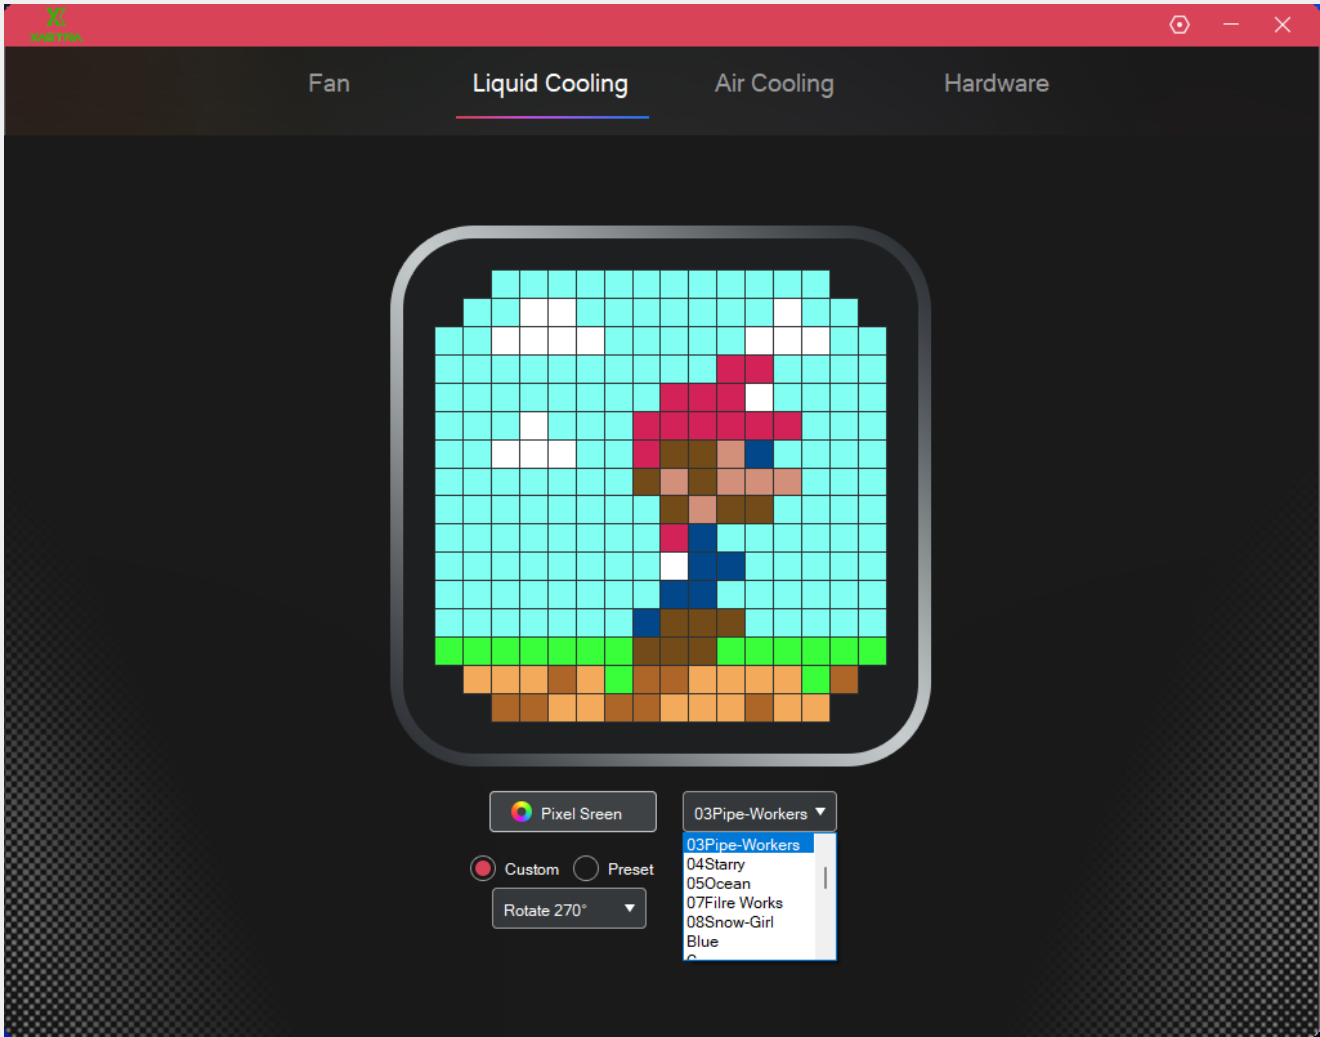 XASTRA
Fan Liquid Cooling Air Cooling Hardware
Pixel Sreen 03Pipe-Workers
03Pipe-Workers
04Starry
05Ocean
07Filre Works
08Snow-Girl
Blue
Custom Preset
Rotate 270°